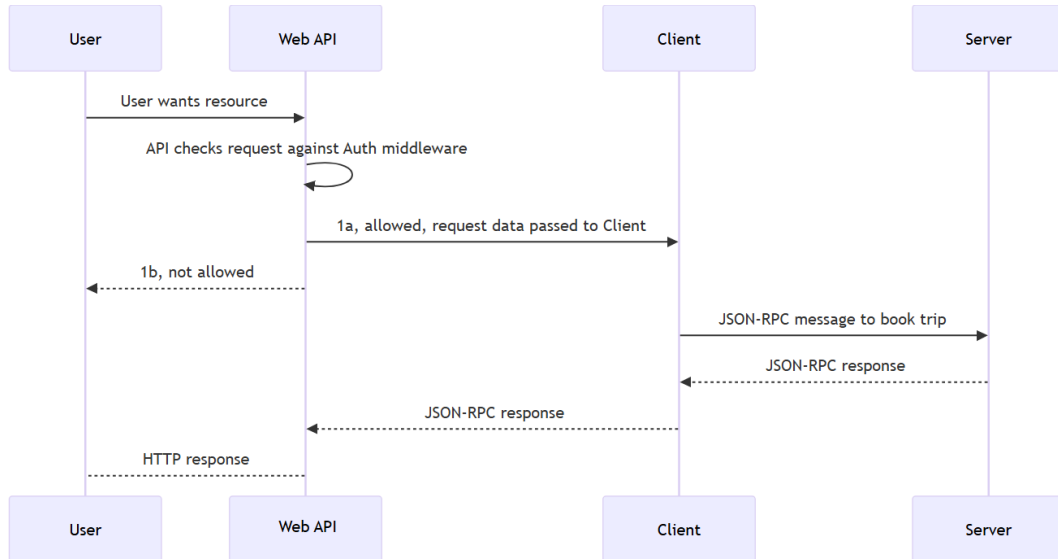 User
Web API
Client
Server
User wants resource
API checks request against Auth middleware
1a, allowed, request data passed to Client
1b, not allowed
JSON-RPC message to book trip
JSON-RPC response
JSON-RPC response
HTTP response
User
Web API
Client
Server